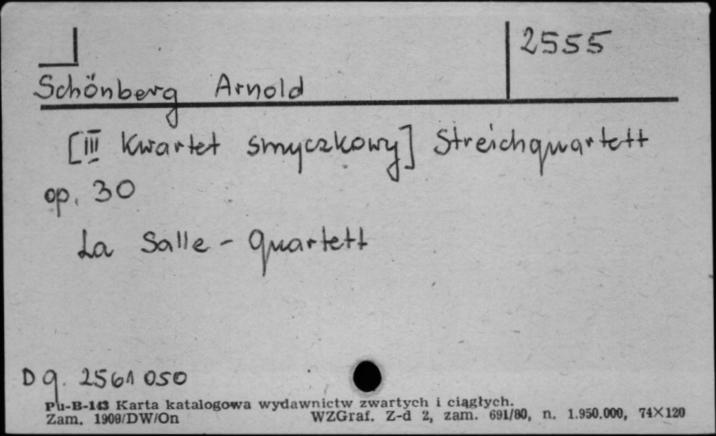 2555
Schönberg Arnold
[III Kwartet smyczkowy] Streichquartett
op. 30
La Salle - Quartett
Dg. 2561 050
Pu-B-143 Karta katalogowa wydawnictw zwartych i ciągłych.
Zam. 1909/DW/On WZGraf. Z-d 2, zam. 691/80, n. 1.950.000, 74×120